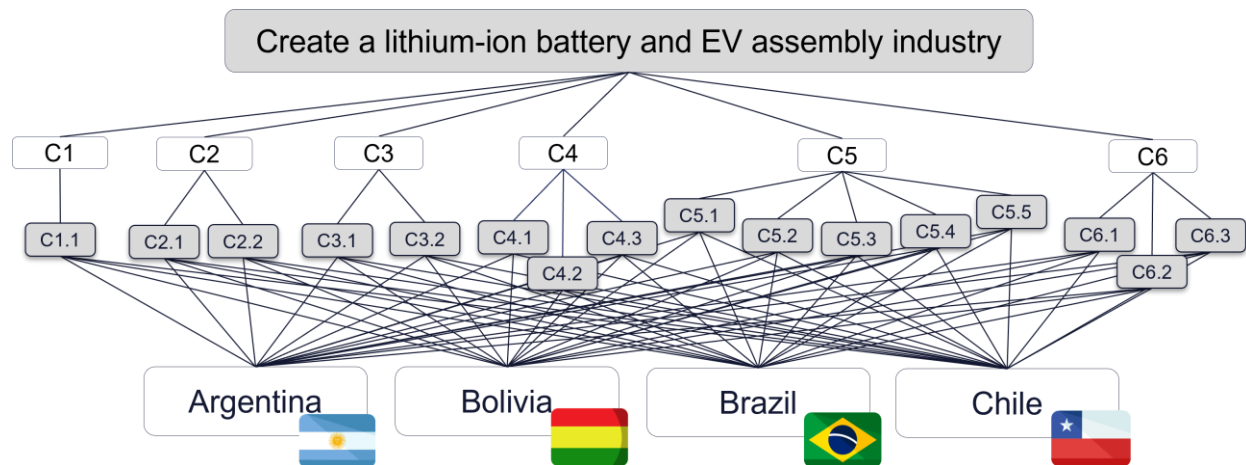 Create a lithium-ion battery and EV assembly industry
C1
C2
C3
C4
C5
C6
C1.1
C2.1
C2.2
C3.1
C3.2
C4.1
C4.2
C4.3
C5.1
C5.2
C5.3
C5.4
C5.5
C6.1
C6.2
C6.3
Argentina
Bolivia
Brazil
Chile